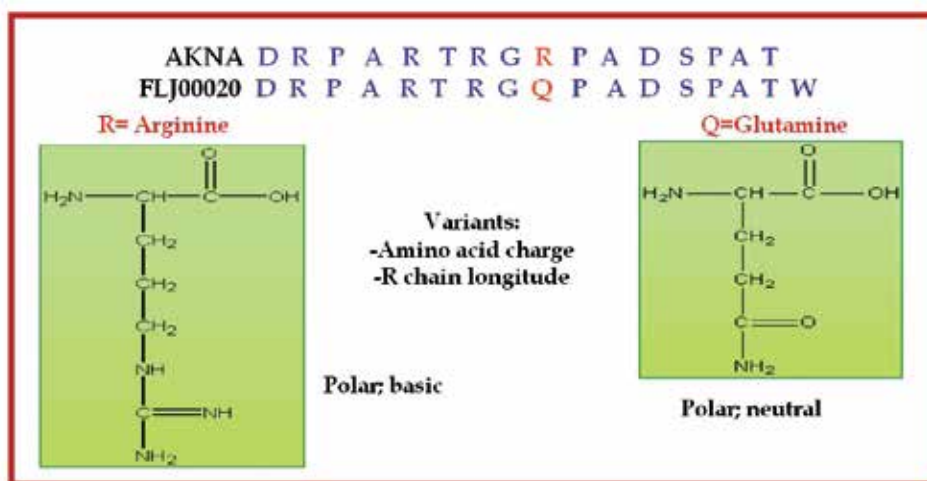 AKNA D R P A R T R G R P A D S P A T
FLJ00020 D R P A R T R G Q P A D S P A T W
R= Arginine
Q=Glutamine
O
H₂N CH C OH
CH₂
CH₂
CH₂
NH
C NH
NH₂
Variants:
-Amino acid charge
-R chain longitude
Polar; basic
O
H₂N CH C OH
CH₂
CH₂
C O
NH₂
Polar; neutral